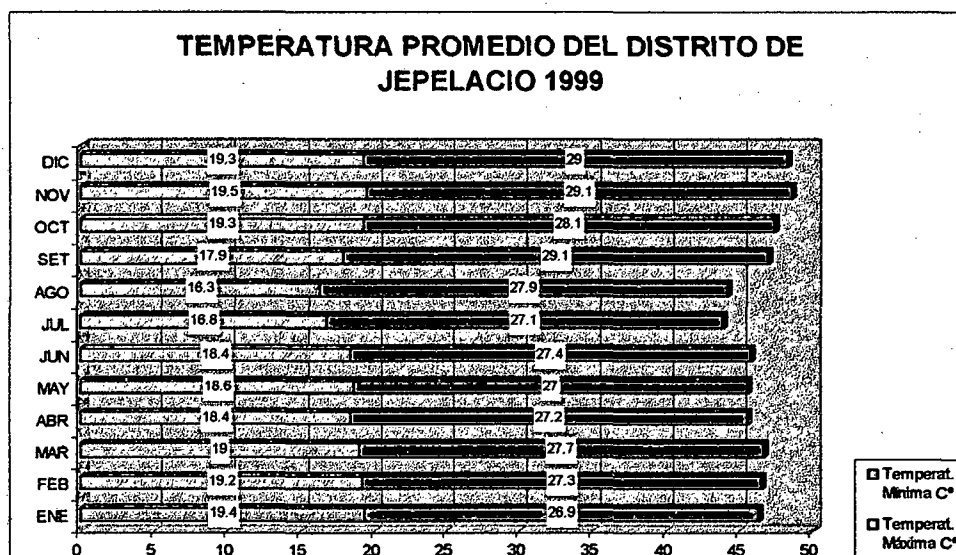 TEMPERATURA PROMEDIO DEL DISTRITO DE
JEPELACIO 1999
DIC 19.3 29
NOV 19.5 29.1
OCT 19.3 28.1
SET 17.9 29.1
AGO 16.3 27.9
JUL 16.8 27.1
JUN 18.4 27.4
MAY 18.6 27
ABR 18.4 27.2
MAR 19 27.7
FEB 19.2 27.3
ENE 19.4 26.9
0 5 10 15 20 25 30 35 40 45 50
Temperat.
Mínima Cº
Temperat.
Máxima Cº